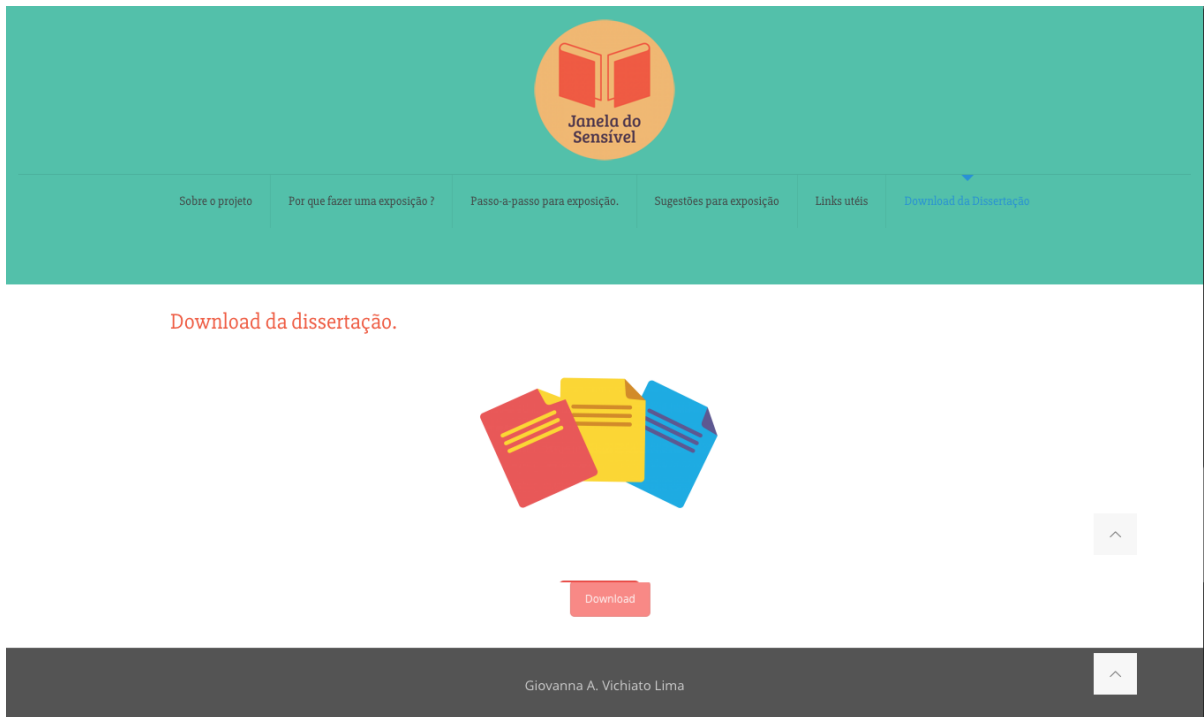 Janela do
Sensível
Sobre o projeto
Por que fazer uma exposição ?
Passo-a-passo para exposição.
Sugestões para exposição
Links utéis
Download da Dissertação
Download da dissertação.
Download
Giovanna A. Vichiato Lima